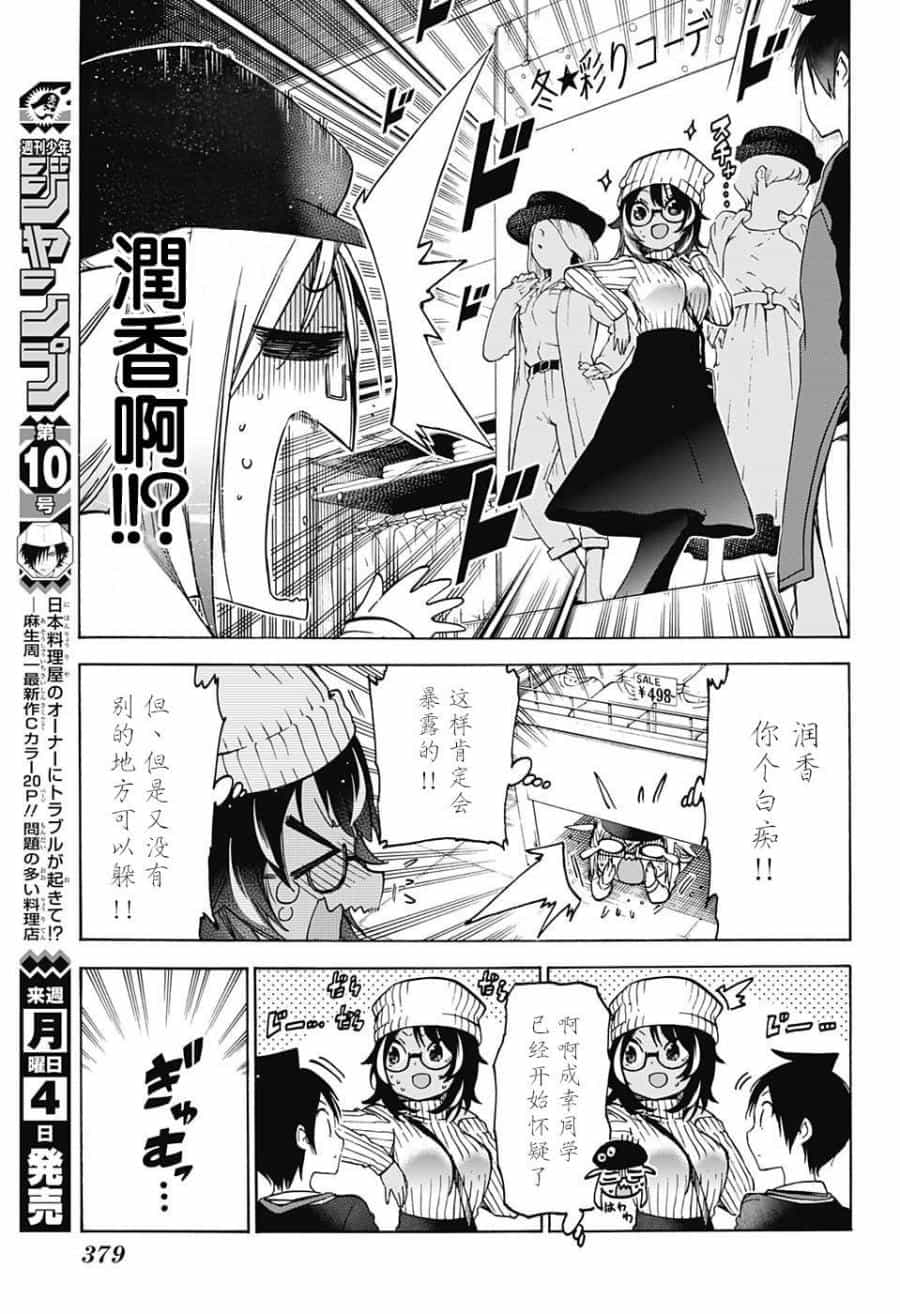 冬★彩りコーデ
スチャ…
ド
ド
ド
ド
ド
潤香啊!?!!
SALE
¥498-
润香
你个白痴!!
这样肯定会
暴露的!!
但、但是又没有
别的地方可以躲!!
じーー…
だらだら
啊啊成幸同学
已经开始怀疑了
はわわ
じーー…
だらだら
ぎゅむっ
週刊少年
ジャンプ
第
10
号
日本料理屋のオーナーにトラブルが起きて!?
―麻生周一最新作Cカラー20P!!問題の多い料理店
来週
月
曜日
4
日
発売
379